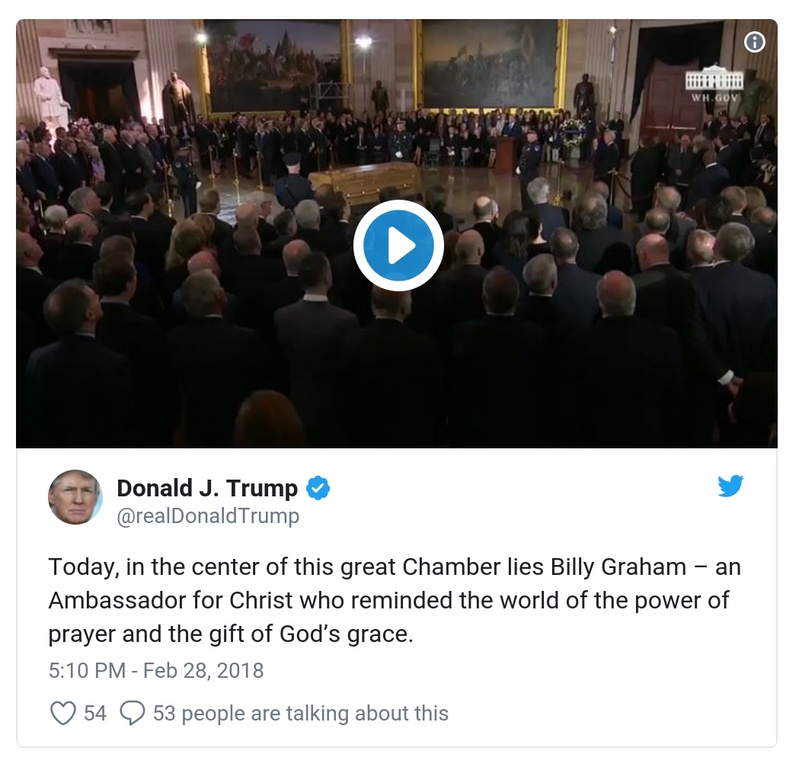 WH.GOV
Donald J. Trump
@realDonaldTrump
Today, in the center of this great Chamber lies Billy Graham – an
Ambassador for Christ who reminded the world of the power of
prayer and the gift of God’s grace.
5:10 PM - Feb 28, 2018
54 53 people are talking about this